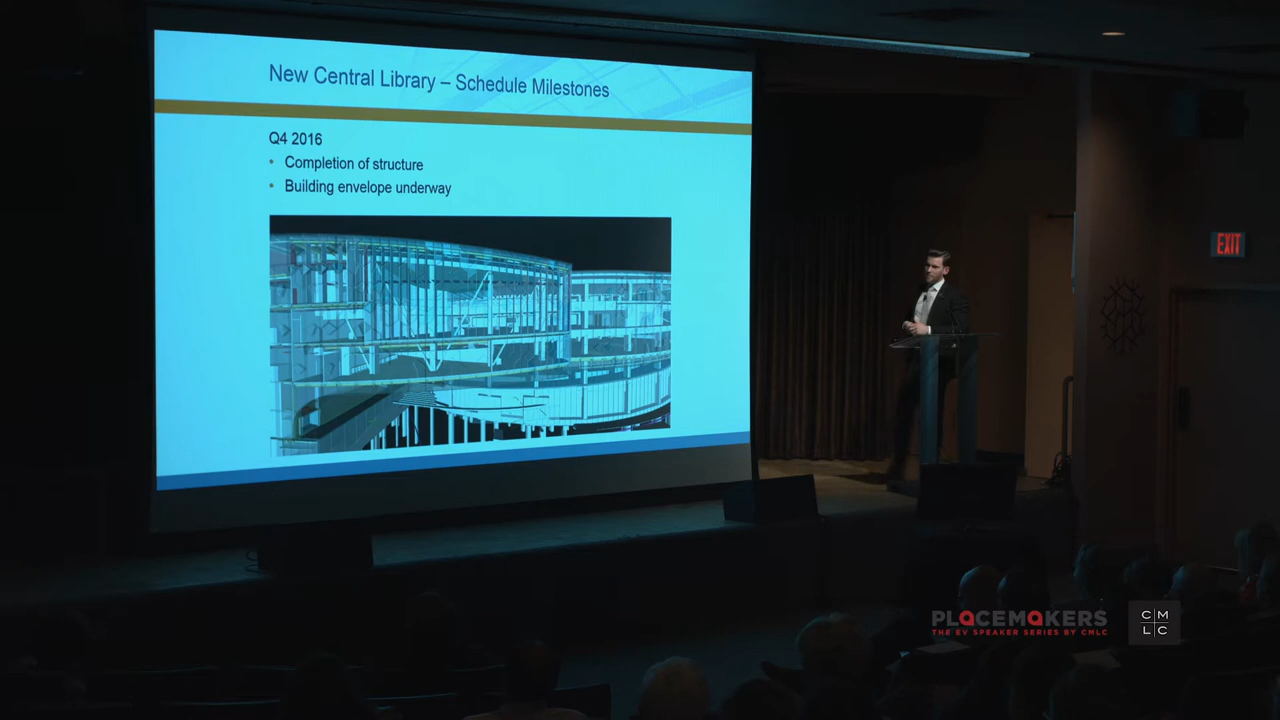 New Central Library – Schedule Milestones
Q4 2016
• Completion of structure
• Building envelope underway
EXIT
PLACEMAKERS
THE EV SPEAKER SERIES BY CMLC
CM
LC